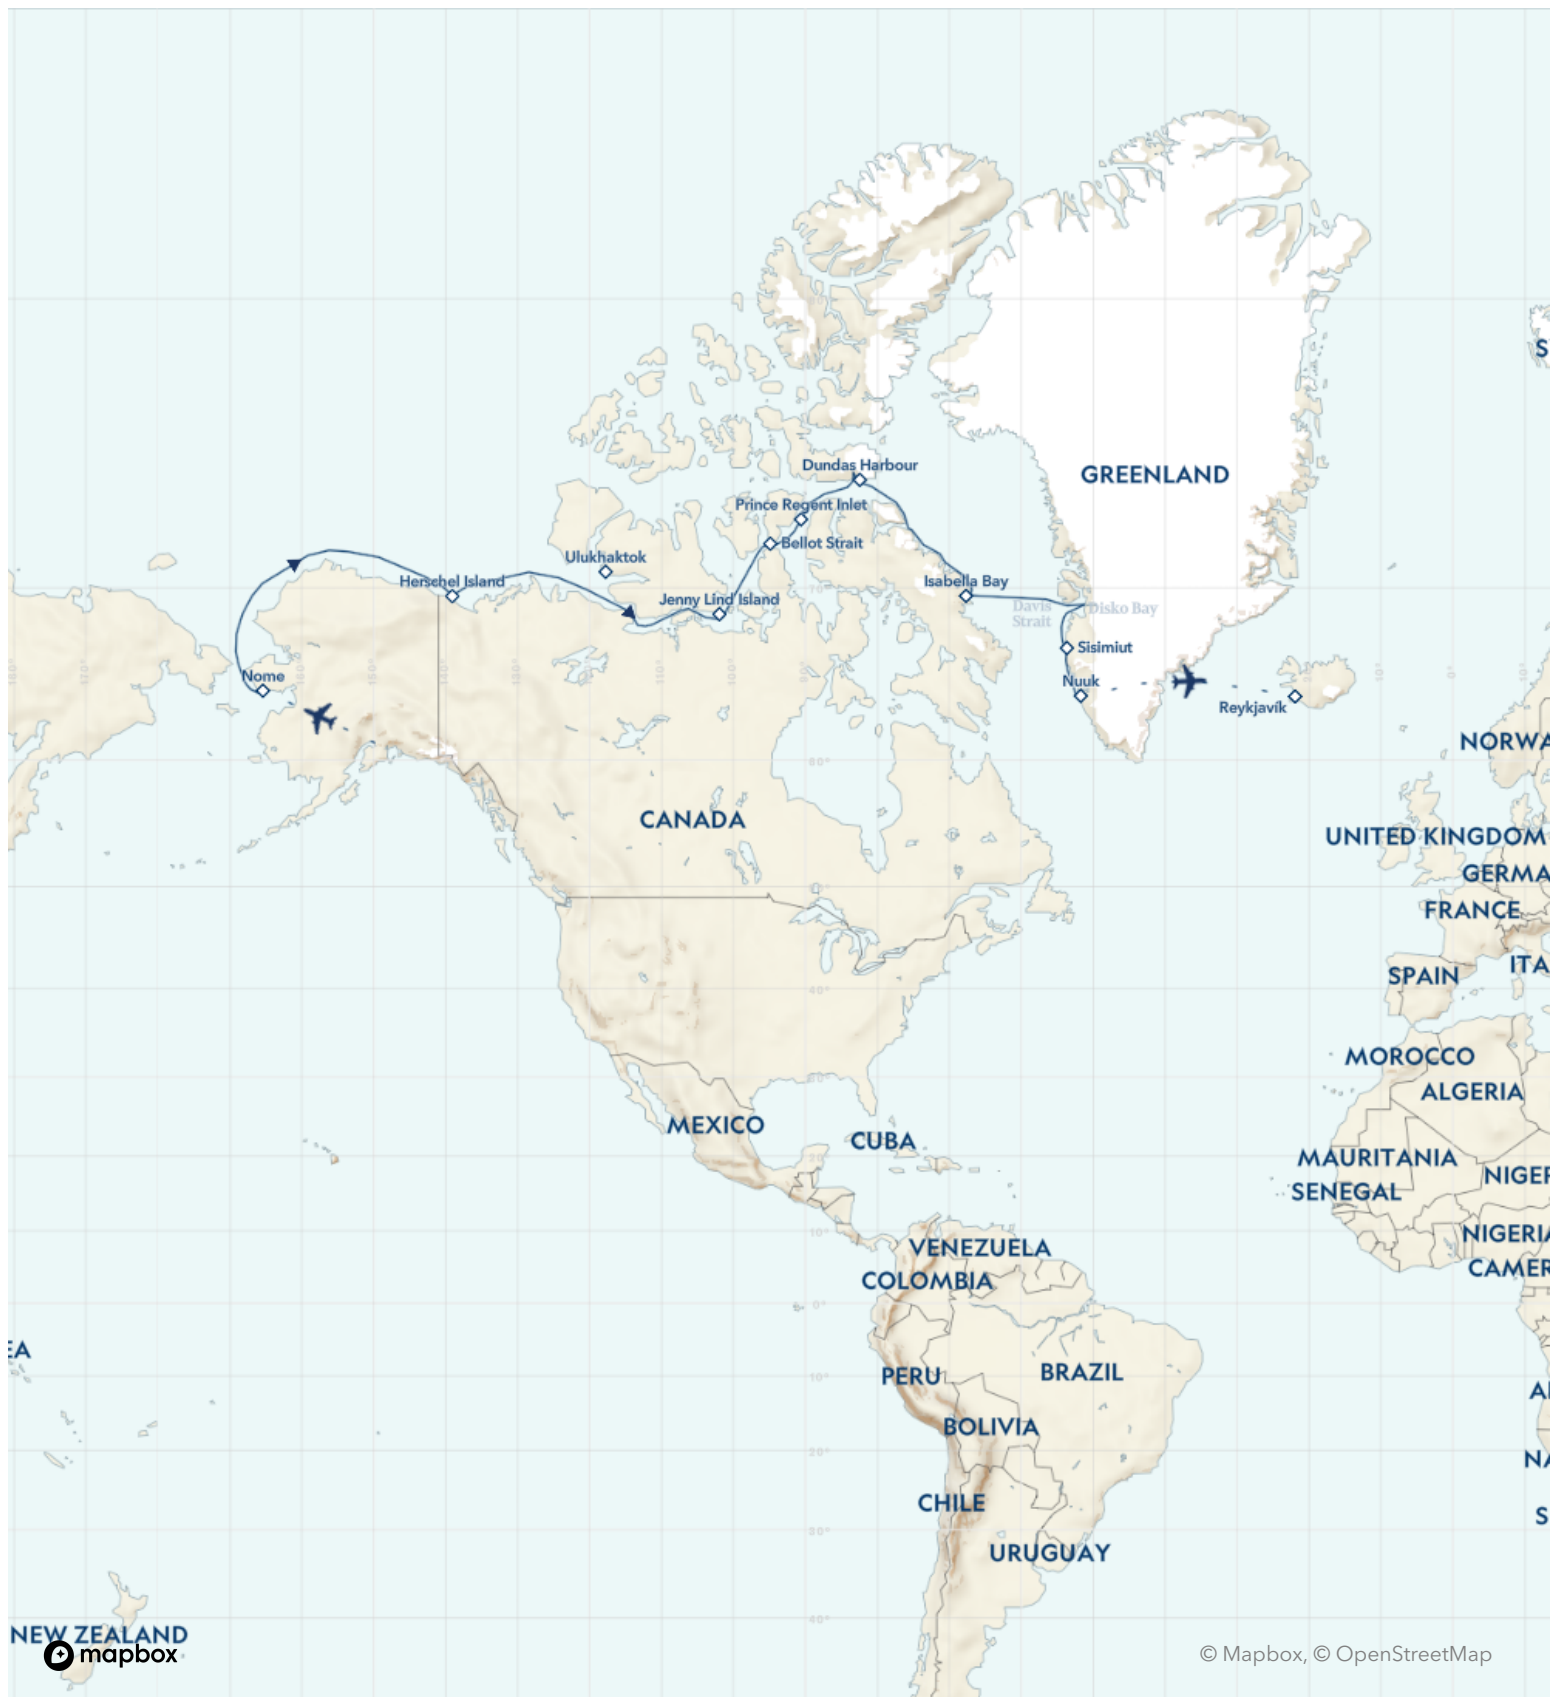 GREENLAND
Dundas Harbour
Prince Regent Inlet
Bellot Strait
Ulukhaktok
Herschel Island
Isabella Bay
Jenny Lind Island
Davis
Strait
Disko Bay
Sisimiut
Nome
Nuuk
Reykjavík
NORWA
CANADA
UNITED KINGDOM
GERMA
FRANCE
SPAIN
ITA
MOROCCO
ALGERIA
MEXICO
CUBA
MAURITANIA
NIGER
SENEGAL
NIGERIA
VENEZUELA
CAMER
COLOMBIA
EA
PERU
BRAZIL
BOLIVIA
CHILE
URUGUAY
NEW ZEALAND
mapbox
© Mapbox, © OpenStreetMap